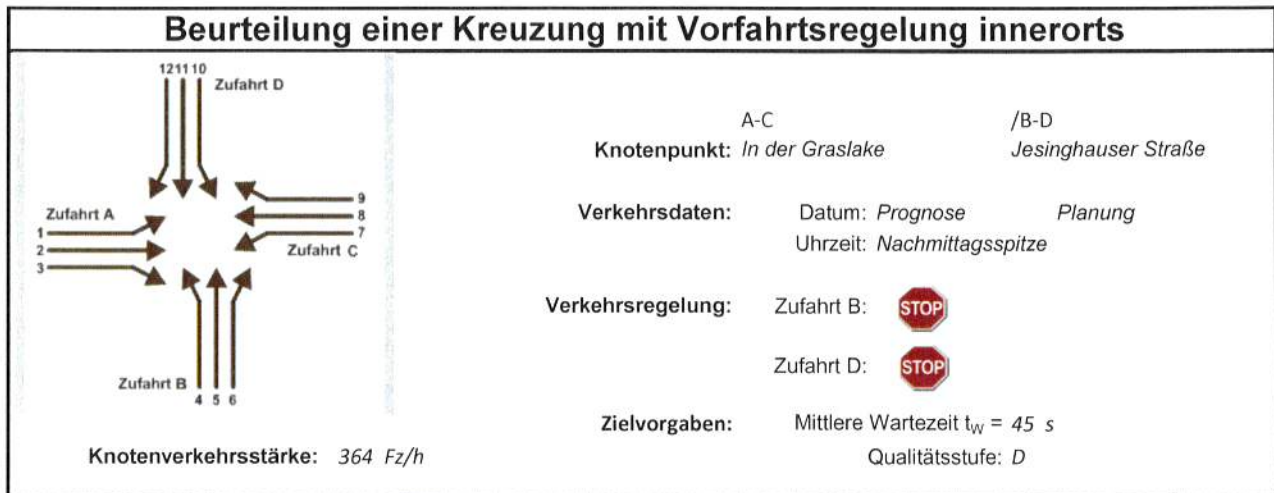 Beurteilung einer Kreuzung mit Vorfahrtsregelung innerorts
12 11 10
Zufahrt D
Zufahrt A
1
2
3
9
8
7
Zufahrt C
Zufahrt B
4 5 6
Knotenverkehrsstärke: 364 Fz/h
A-C /B-D
Knotenpunkt: In der Graslake Jesinghauser Straße
Verkehrsdaten: Datum: Prognose Planung
Uhrzeit: Nachmittagsspitze
Verkehrsregelung: Zufahrt B: STOP
Zufahrt D: STOP
Zielvorgaben: Mittlere Wartezeit tW = 45 s
Qualitätsstufe: D